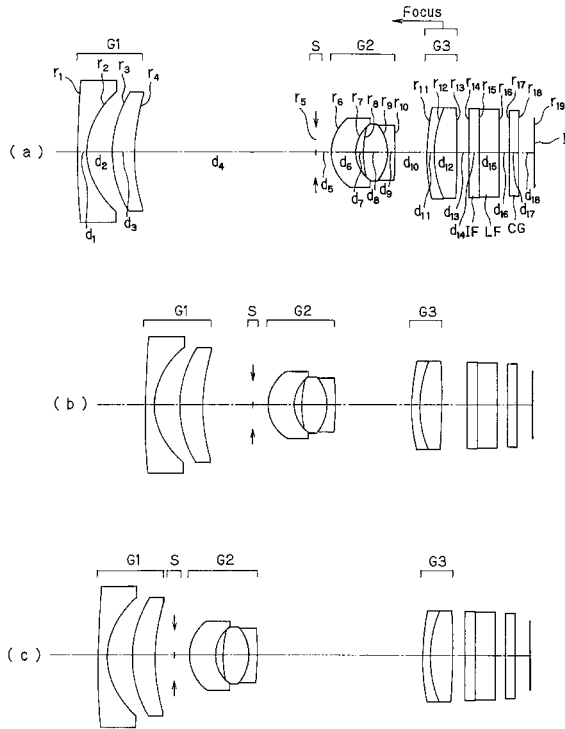 Focus
G1 S G2 G3
r1 r2 r3 r4 r5 r6 r7 r8 r9 r10 r11 r12 r13 r14 r15 r16 r17 r18 r19
I
(a)
d1 d2 d3 d4 d5 d6 d7 d8 d9 d10 d11 d12 d13 d14 d15 d16 d17 d18
IF LF CG
G1 S G2 G3
(b)
G1 S G2 G3
(c)